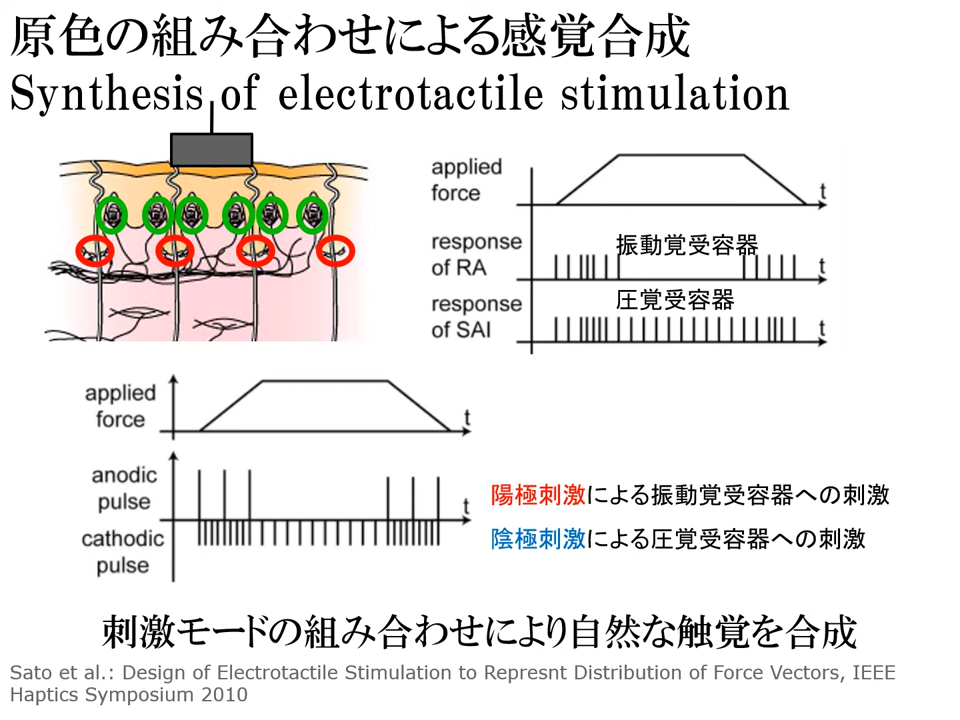 原色の組み合わせによる感覚合成
Synthesis of electrotactile stimulation
applied
force
t
response
of RA
振動覚受容器
t
response
of SAI
圧覚受容器
t
applied
force
t
anodic
pulse
t
cathodic
pulse
陽極刺激による振動覚受容器への刺激
陰極刺激による圧覚受容器への刺激
刺激モードの組み合わせにより自然な触覚を合成
Sato et al.: Design of Electrotactile Stimulation to Represnt Distribution of Force Vectors, IEEE
Haptics Symposium 2010